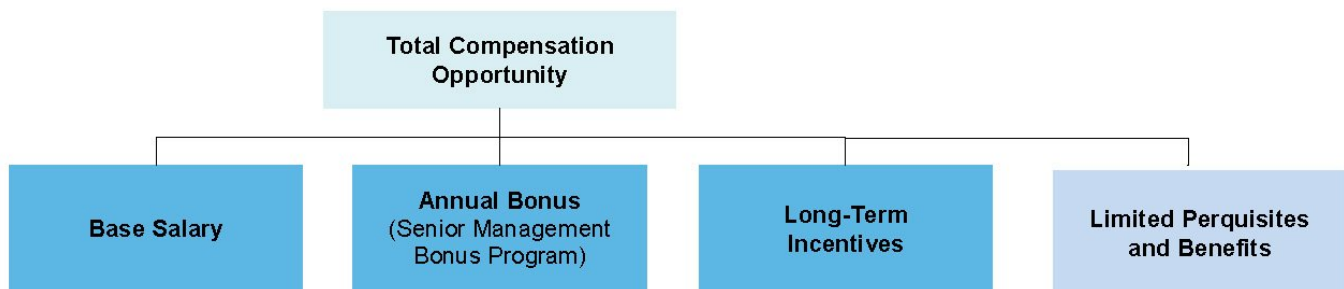 Total Compensation
Opportunity
Base Salary
Annual Bonus
(Senior Management
Bonus Program)
Long-Term
Incentives
Limited Perquisites
and Benefits